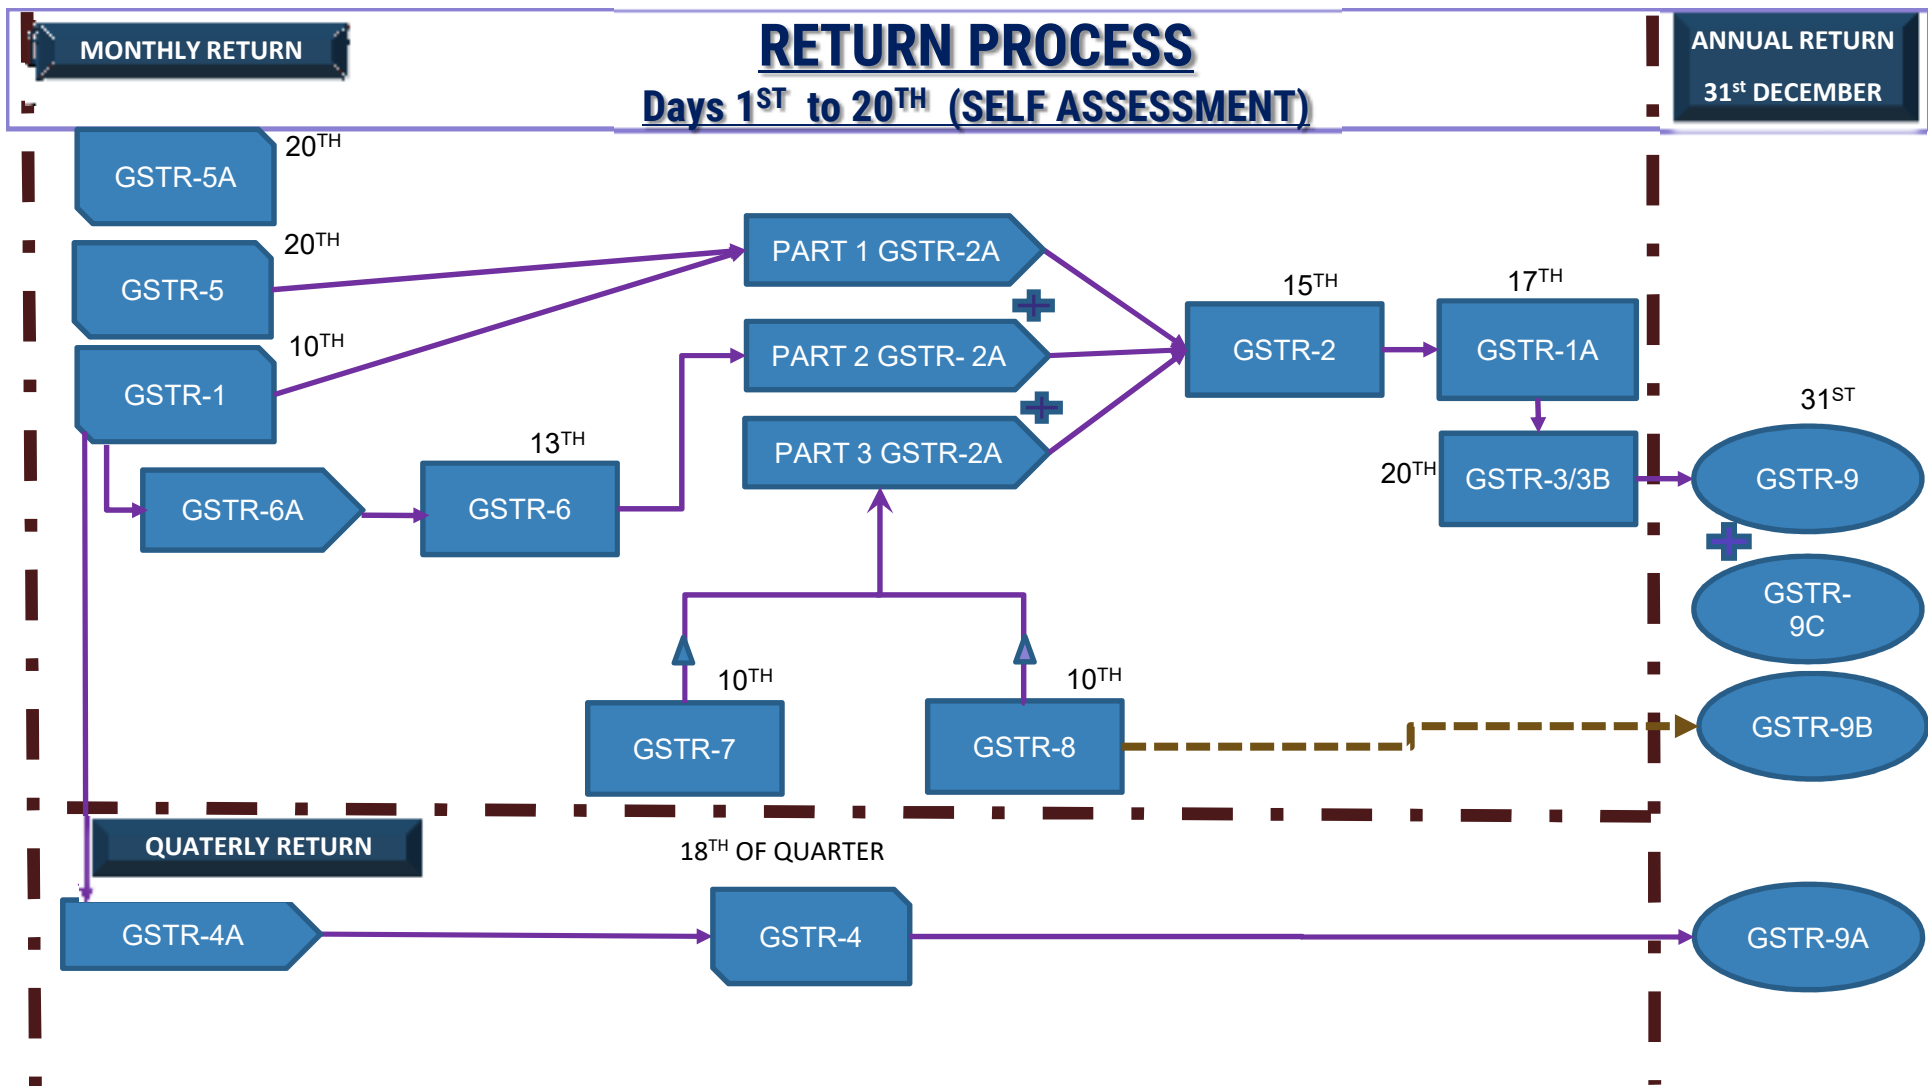 MONTHLY RETURN
RETURN PROCESS
Days 1ST to 20TH (SELF ASSESSMENT)
ANNUAL RETURN
31st DECEMBER
GSTR-5A
20TH
GSTR-5
20TH
GSTR-1
10TH
PART 1 GSTR-2A
PART 2 GSTR- 2A
PART 3 GSTR-2A
15TH
GSTR-2
17TH
GSTR-1A
20TH
GSTR-3/3B
31ST
GSTR-9
GSTR-6A
13TH
GSTR-6
GSTR-
9C
10TH
GSTR-7
10TH
GSTR-8
GSTR-9B
QUATERLY RETURN
18TH OF QUARTER
GSTR-4A
GSTR-4
GSTR-9A